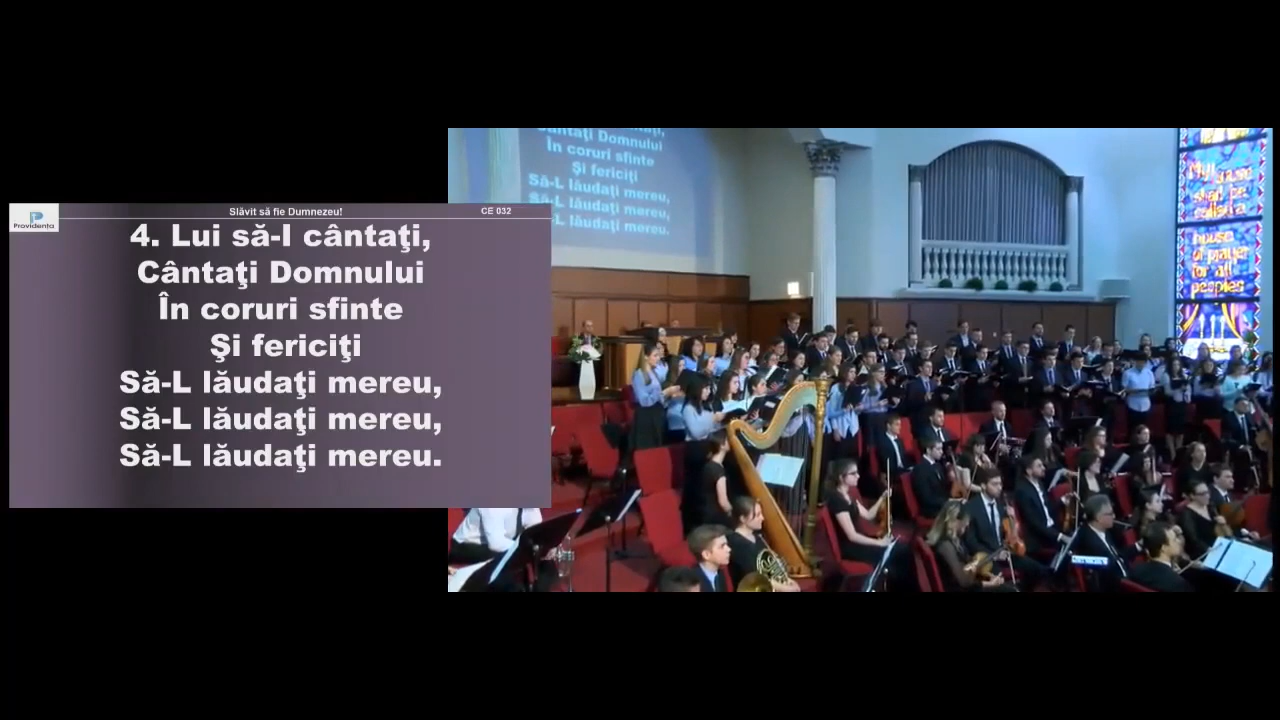 Providenţa
Slăvit să fie Dumnezeu!
CE 032
4. Lui să-I cântaţi,
Cântaţi Domnului
În coruri sfinte
Şi fericiţi
Să-L lăudaţi mereu,
Să-L lăudaţi mereu,
Să-L lăudaţi mereu.
Cântaţi Domnului
În coruri sfinte
Şi fericiţi
Să-L lăudaţi mereu,
Să-L lăudaţi mereu,
Să-L lăudaţi mereu.
My house
shall be
called a
house
of prayer
for all
peoples